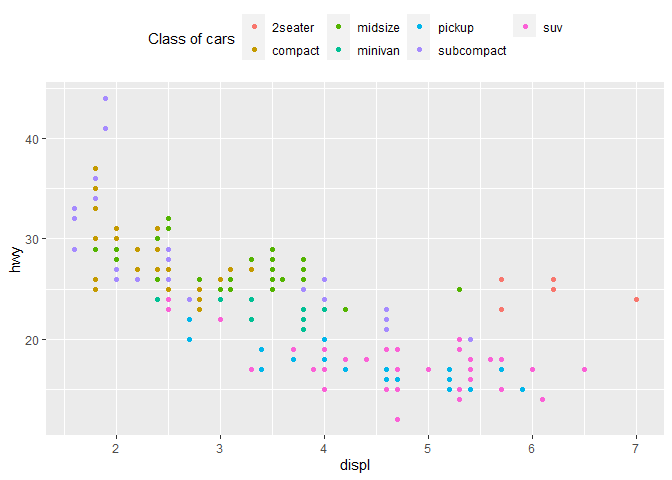 Class of cars
2seater midsize pickup suv
compact minivan subcompact
40
30
20
hwy
2 3 4 5 6 7
displ